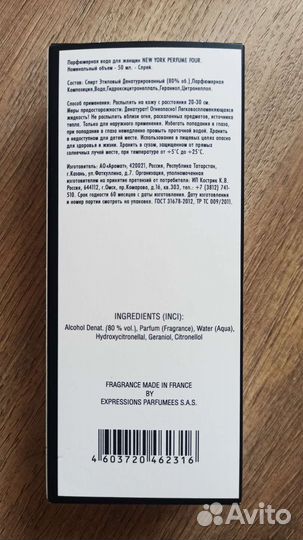 Парфюмерная вода для женщин NEW YORK PERFUME FOUR.
Номинальный объем - 50 мл. - Спрей.
Состав: Спирт Этиловый Денатурированный (80% об.),Парфюмерная
Композиция,Вода,Гидроксицитронеллаль,Гераниол,Цитронеллол.
Способ применения: Распылить на кожу с расстояния 20-30 см.
Меры предосторожности: Денатурат! Огнеопасно! Легковоспламеняющаяся
жидкость! Не распылять вблизи огня, раскаленных предметов, источников
тепла. Только для наружного применения. Избегать попадания в глаза,
при попадании в глаза немедленно промыть проточной водой. Хранить
в недоступном для детей месте. Использование в пищевых целях опасно
для здоровья и жизни. Хранить в сухом, защищенном от прямых
солнечных лучей месте, при температуре от +5°C до +25°C.
Изготовитель: АО «Аромат», 420021, Россия, Республика Татарстан,
г.Казань, ул. Фаткуллина, д.7. Организация, уполномоченная
изготовителем на принятие претензий от потребителя: ИП Кострик К.В.
Россия, 644112, г.Омск, пр.Комарова, д.16, кв.303, тел.: +7 (3812) 741-
510. Срок годности 60 месяцев с даты изготовления. Дата изготовления
и номер партии смотреть на упаковке. ГОСТ 31678-2012, ТР ТС 009/2011.
INGREDIENTS (INCI):
Alcohol Denat. (80 % vol.), Parfum (Fragrance), Water (Aqua),
Hydroxycitronellal, Geraniol, Citronellol
FRAGRANCE MADE IN FRANCE
BY
EXPRESSIONS PARFUMEES S.A.S.
4 603720 462316
Avito